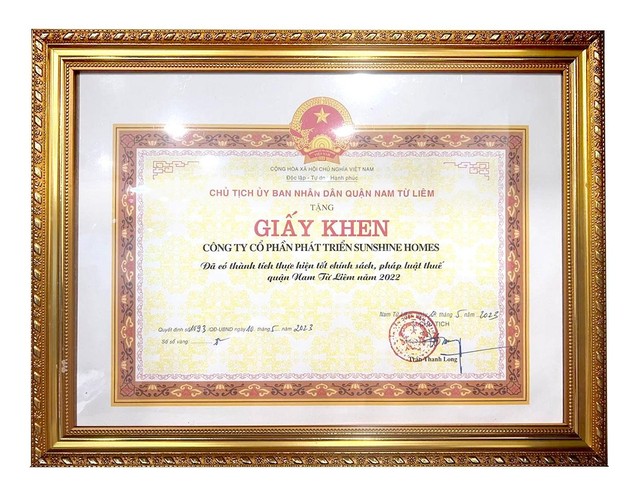 CỘNG HÒA XÃ HỘI CHỦ NGHĨA VIỆT NAM
Độc lập - Tự do - Hạnh phúc
CHỦ TỊCH ỦY BAN NHÂN DÂN QUẬN NAM TỪ LIÊM
TẶNG
GIẤY KHEN
CÔNG TY CỔ PHẦN PHÁT TRIỂN SUNSHINE HOMES
Đã có thành tích thực hiện tốt chính sách, pháp luật thuế
quận Nam Từ Liêm năm 2022
Nam Từ tháng 5 năm 2023
TỊCH
Quyết định số 1493/QĐ-UBND ngày 10 tháng 5 năm 2023
Sổ số vàng
Trần Thanh Long